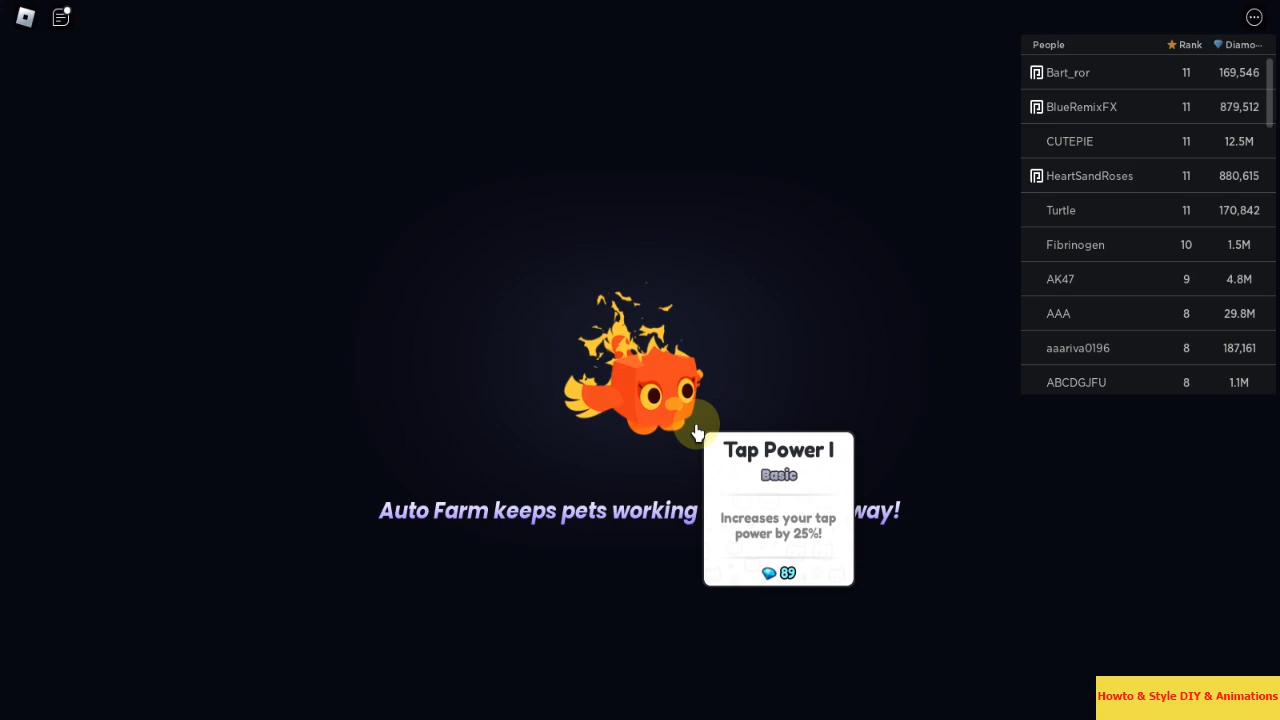 People Rank Diamo···
Bart_ror 11 169,546
BlueRemixFX 11 879,512
CUTEPIE 11 12.5M
HeartSandRoses 11 880,615
Turtle 11 170,842
Fibrinogen 10 1.5M
AK47 9 4.8M
AAA 8 29.8M
aaariva0196 8 187,161
ABCDGJFU 8 1.1M
Tap Power I
Basic
Auto Farm keeps pets working way!
Increases your tap
power by 25%!
89
Howto & Style DIY & Animations